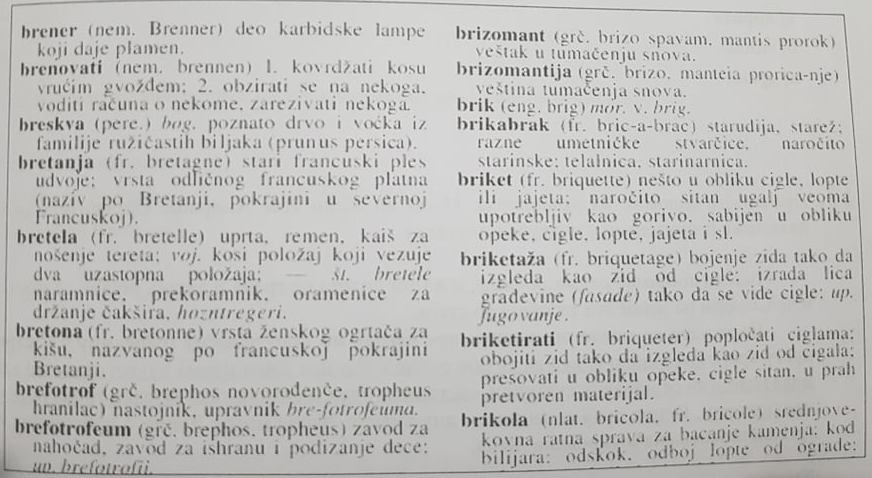 brener (nem. Brenner) deo karbidske lampe
koji daje plamen.
brenovati (nem. brennen) 1. kovrdžati kosu
vrućim gvožđem; 2. obzirati se na nekoga,
voditi računa o nekome, zarezivati nekoga.
breskva (pere.) bog. poznato drvo i voćka iz
familije ružičastih biljaka (prunus persica).
bretanja (fr. bretagne) stari francuski ples
udvoje; vrsta odličnog francuskog platna
(naziv po Bretanji, pokrajini u severnoj
Francuskoj).
bretela (fr. bretelle) uprta, remen, kaiš za
nošenje tereta; voj. kosi položaj koji vezuje
dva uzastopna položaja; — št. bretele
naramnice, prekoramnik, oramenice za
držanje čakšira, hozntregeri.
bretona (fr. bretonne) vrsta ženskog ogrtača za
kišu, nazvanog po francuskoj pokrajini
Bretanji.
brefotrof (grč. brephos novorođenče, tropheus
hranilac) nastojnik, upravnik bre-fotrofeuma.
brefotrofeum (grč. brephos, tropheus) zavod za
nahočad, zavod za ishranu i podizanje dece;
up. brefotrofij.
brizomant (grč. brizo spavam, mantis prorok)
veštak u tumačenju snova.
brizomantija (grč. brizo, manteia prorica-nje)
veština tumačenja snova.
brik (eng. brig) mor. v. brig.
brikabrak (fr. bric-a-brac) starudija, starež;
razne umetničke stvarčice, naročito
starinske; telalnica, starinarnica.
briket (fr. briquette) nešto u obliku cigle, lopte
ili jajeta; naročito sitan ugalj veoma
upotrebljiv kao gorivo, sabijen u obliku
opeke, cigle, lopte, jajeta i sl.
briketaža (fr. briquetage) bojenje zida tako da
izgleda kao zid od cigle; izrada lica
građevine (fasade) tako da se vide cigle; up.
fugovanje.
briketirati (fr. briqueter) popločati ciglama;
obojiti zid tako da izgleda kao zid od cigala;
presovati u obliku opeke, cigle sitan, u prah
pretvoren materijal.
brikola (nlat. bricola, fr. bricole) srednjove-
kovna ratna sprava za bacanje kamenja; kod
bilijara: odskok, odboj lopte od ograde;